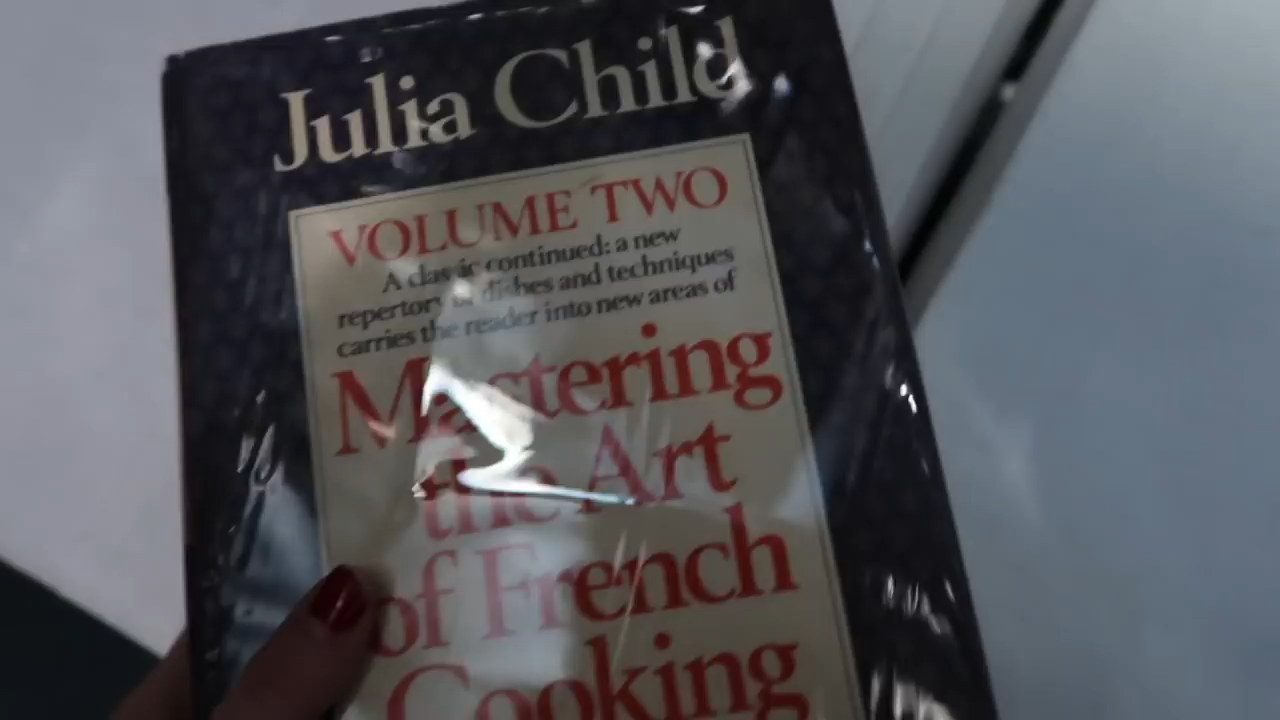 Julia Child
VOLUME TWO
A classic continued: a new
repertory of dishes and techniques
carries the reader into new areas of
Mastering
the Art
of French
Cooking